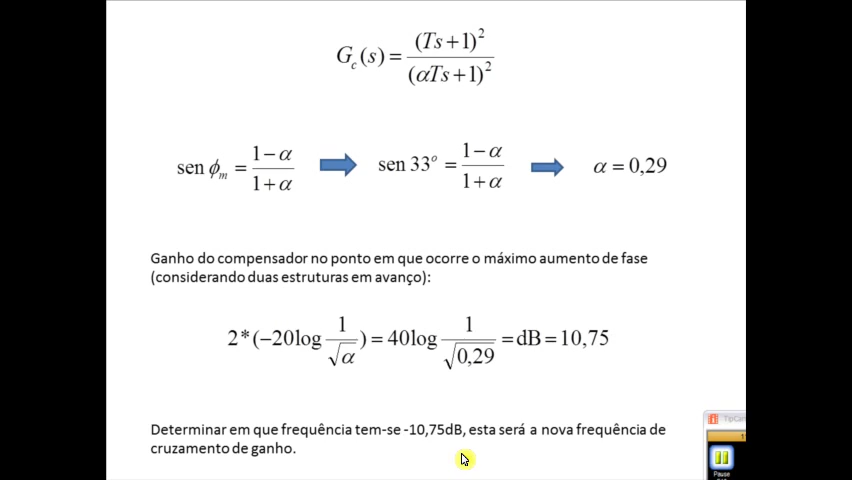 G_c(s) = (Ts+1)² / (αTs+1)²
sen ϕ_m = (1−α) / (1+α) sen 33° = (1−α) / (1+α) α = 0,29
Ganho do compensador no ponto em que ocorre o máximo aumento de fase
(considerando duas estruturas em avanço):
2*(−20log 1/√α) = 40log 1/√0,29 = dB = 10,75
Determinar em que frequência tem-se -10,75dB, esta será a nova frequência de
cruzamento de ganho.
Pause